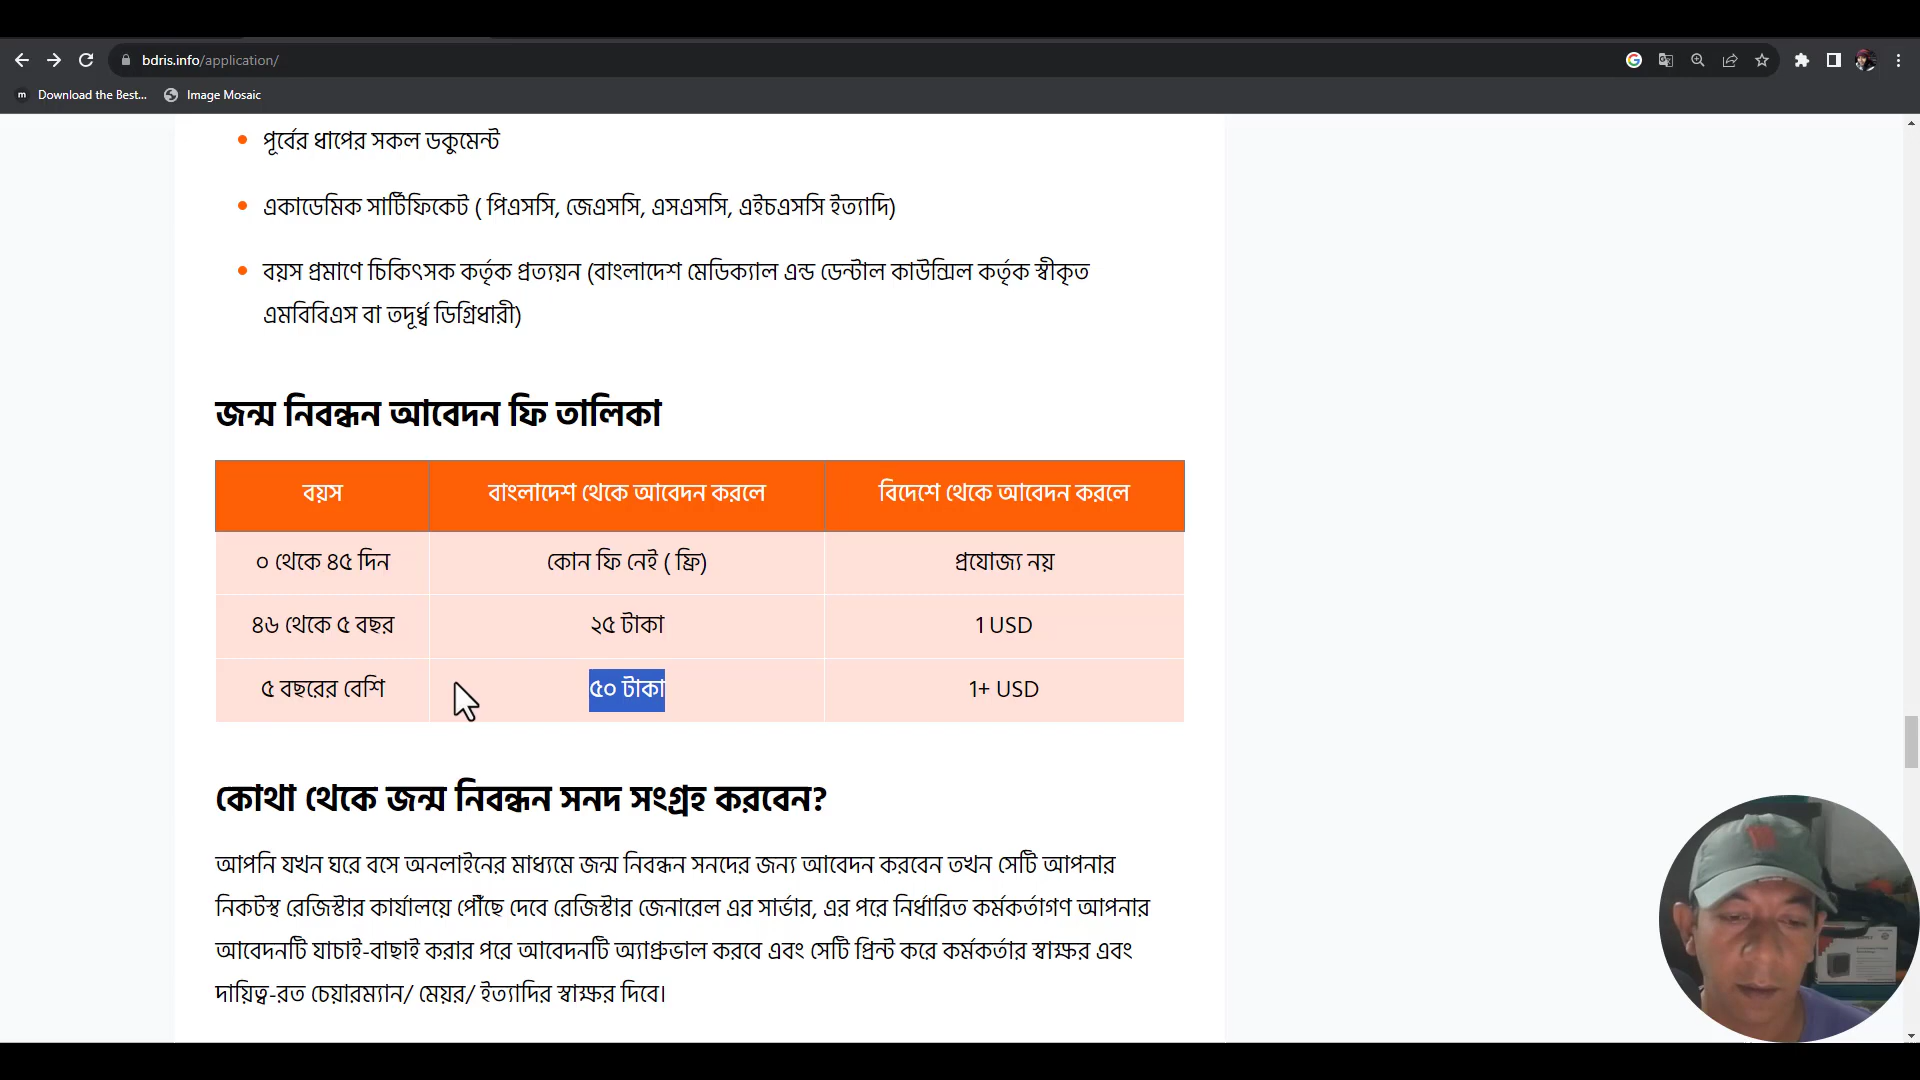 bdris.info/application/
m Download the Best... Image Mosaic
পূর্বের ধাপের সকল ডকুমেন্ট
একাডেমিক সার্টিফিকেট ( পিএসসি, জেএসসি, এসএসসি, এইচএসসি ইত্যাদি)
বয়স প্রমাণে চিকিৎসক কর্তৃক প্রত্যয়ন (বাংলাদেশ মেডিক্যাল এন্ড ডেন্টাল কাউন্সিল কর্তৃক স্বীকৃত
এমবিবিএস বা তদূর্ধ্ব ডিগ্রিধারী)
জন্ম নিবন্ধন আবেদন ফি তালিকা
বয়স বাংলাদেশ থেকে আবেদন করলে বিদেশে থেকে আবেদন করলে
০ থেকে ৪৫ দিন কোন ফি নেই ( ফ্রি) প্রযোজ্য নয়
৪৬ থেকে ৫ বছর ২৫ টাকা 1 USD
৫ বছরের বেশি ৫০ টাকা 1+ USD
কোথা থেকে জন্ম নিবন্ধন সনদ সংগ্রহ করবেন?
আপনি যখন ঘরে বসে অনলাইনের মাধ্যমে জন্ম নিবন্ধন সনদের জন্য আবেদন করবেন তখন সেটি আপনার
নিকটস্থ রেজিস্টার কার্যালয়ে পৌঁছে দেবে রেজিস্টার জেনারেল এর সার্ভার, এর পরে নির্ধারিত কর্মকর্তাগণ আপনার
আবেদনটি যাচাই-বাছাই করার পরে আবেদনটি অ্যাপ্রুভাল করবে এবং সেটি প্রিন্ট করে কর্মকর্তার স্বাক্ষর এবং
দায়িত্ব-রত চেয়ারম্যান/ মেয়র/ ইত্যাদির স্বাক্ষর দিবে।